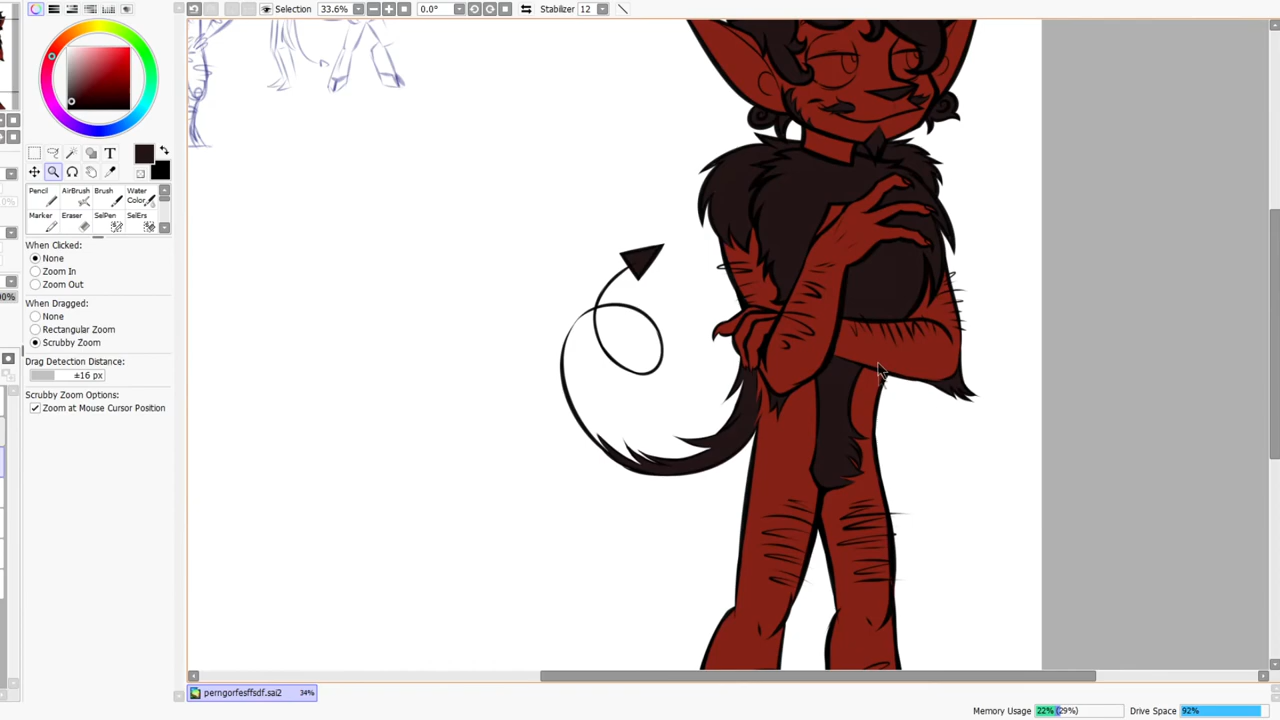 Selection 33.6% 0.0° Stabilizer 12
T
Pencil AirBrush Brush Water Color
Marker Eraser SelPen SelErs
When Clicked:
None
Zoom In
Zoom Out
When Dragged:
None
Rectangular Zoom
Scrubby Zoom
Drag Detection Distance:
±16 px
Scrubby Zoom Options:
Zoom at Mouse Cursor Position
perngorfesffsdf.sai2 34%
Memory Usage 22% (29%) Drive Space 92%